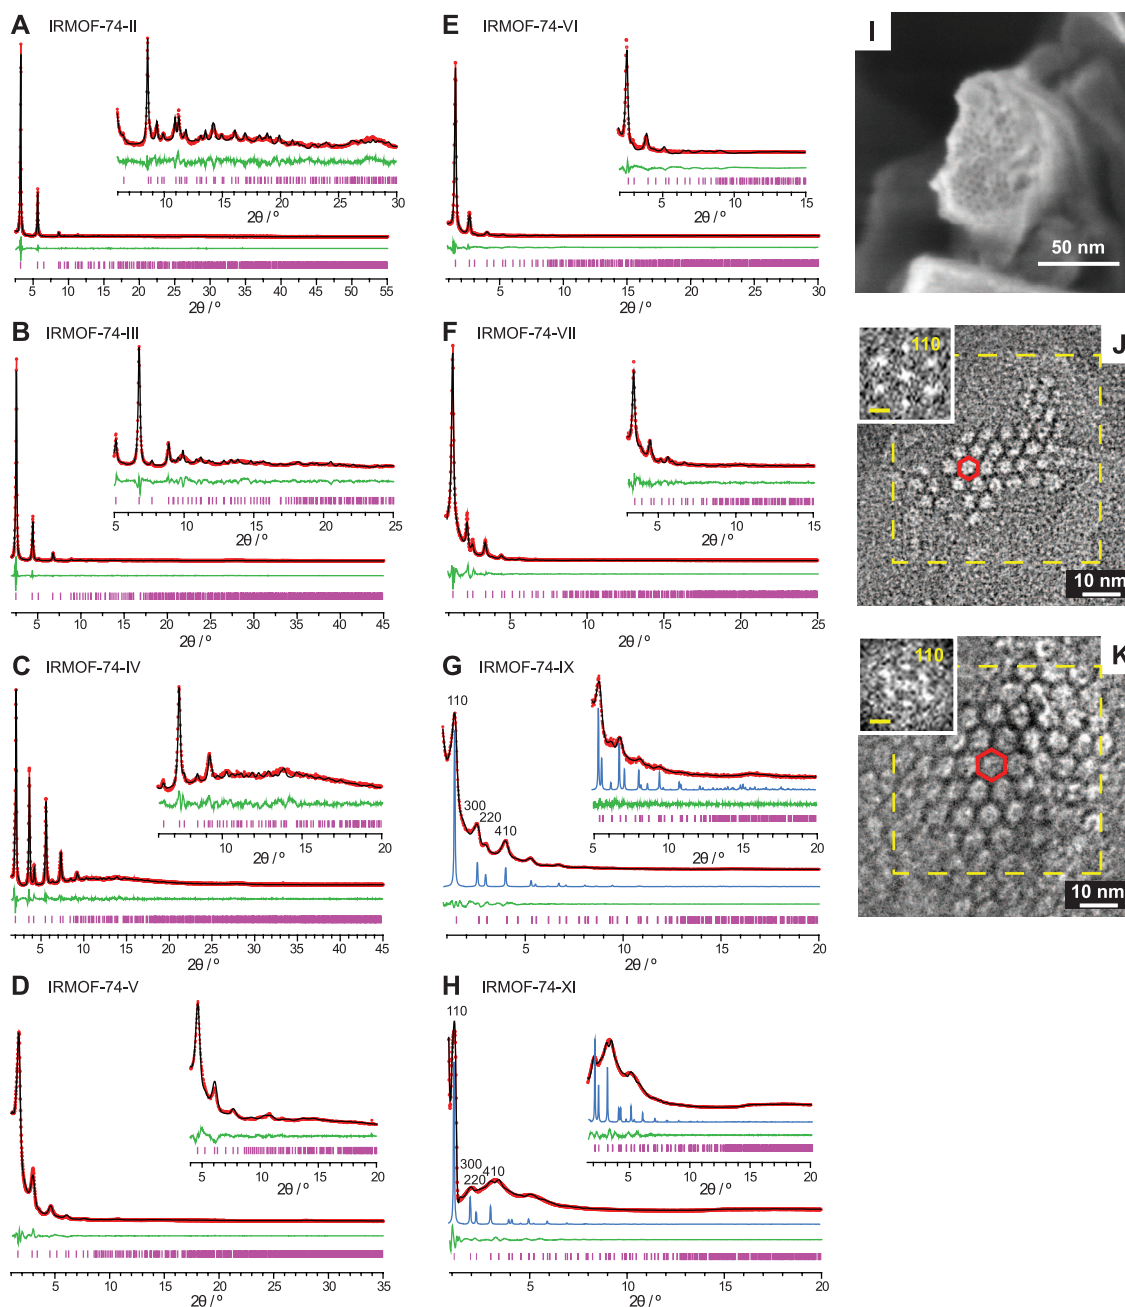 A IRMOF-74-II
10 15 20 25 30
2θ / º
5 10 15 20 25 30 35 40 45 50 55
2θ / º
B IRMOF-74-III
5 10 15 20 25
2θ / º
5 10 15 20 25 30 35 40 45
2θ / º
C IRMOF-74-IV
10 15 20
2θ / º
5 10 15 20 25 30 35 40 45
2θ / º
D IRMOF-74-V
5 10 15 20
2θ / º
5 10 15 20 25 30 35
2θ / º
E IRMOF-74-VI
5 10 15
2θ / º
5 10 15 20 25 30
2θ / º
F IRMOF-74-VII
5 10 15
2θ / º
5 10 15 20 25
2θ / º
G IRMOF-74-IX
110
300
220
410
5 10 15 20
2θ / º
5 10 15 20
2θ / º
H IRMOF-74-XI
110
300
220
410
5 10 15 20
2θ / º
5 10 15 20
2θ / º
I
50 nm
J
110
10 nm
K
110
10 nm